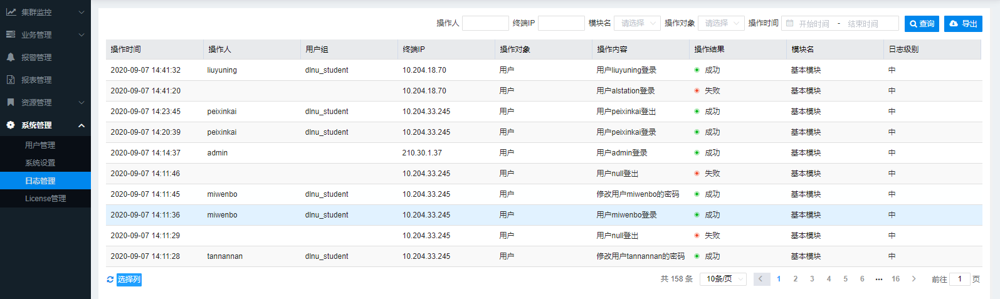 集群监控
业务管理
报警管理
报表管理
资源管理
系统管理
用户管理
系统设置
日志管理
License管理
操作人 终端IP 模块名 请选择 操作对象 请选择 操作时间 开始时间 - 结束时间 查询 导出
操作时间 操作人 用户组 终端IP 操作对象 操作内容 操作结果 模块名 日志级别
2020-09-07 14:41:32 liuyuning dlnu_student 10.204.18.70 用户 用户liuyuning登录 成功 基本模块 中
2020-09-07 14:41:20 10.204.18.70 用户 用户alstation登录 失败 基本模块 中
2020-09-07 14:23:45 peixinkai dlnu_student 10.204.33.245 用户 用户peixinkai登出 成功 基本模块 中
2020-09-07 14:20:39 peixinkai dlnu_student 10.204.33.245 用户 用户peixinkai登录 成功 基本模块 中
2020-09-07 14:14:37 admin 210.30.1.37 用户 用户admin登录 成功 基本模块 中
2020-09-07 14:11:46 10.204.33.245 用户 用户null登出 失败 基本模块 中
2020-09-07 14:11:45 miwenbo dlnu_student 10.204.33.245 用户 修改用户miwenbo的密码 成功 基本模块 中
2020-09-07 14:11:36 miwenbo dlnu_student 10.204.33.245 用户 用户miwenbo登录 成功 基本模块 中
2020-09-07 14:11:29 10.204.33.245 用户 用户null登出 失败 基本模块 中
2020-09-07 14:11:28 tannannan dlnu_student 10.204.33.245 用户 修改用户tannannan的密码 成功 基本模块 中
选择列 共 158 条 10条/页 1 2 3 4 5 6 ••• 16 前往 1 页